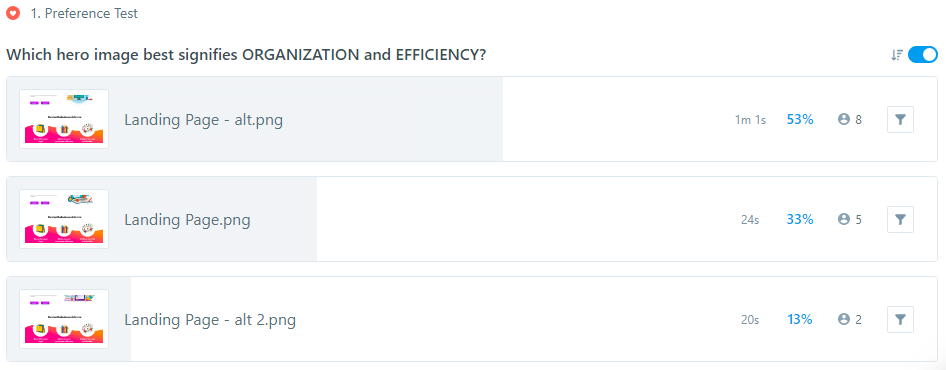 1. Preference Test
Which hero image best signifies ORGANIZATION and EFFICIENCY?
Landing Page - alt.png 1m 1s 53% 8
Landing Page.png 24s 33% 5
Landing Page - alt 2.png 20s 13% 2